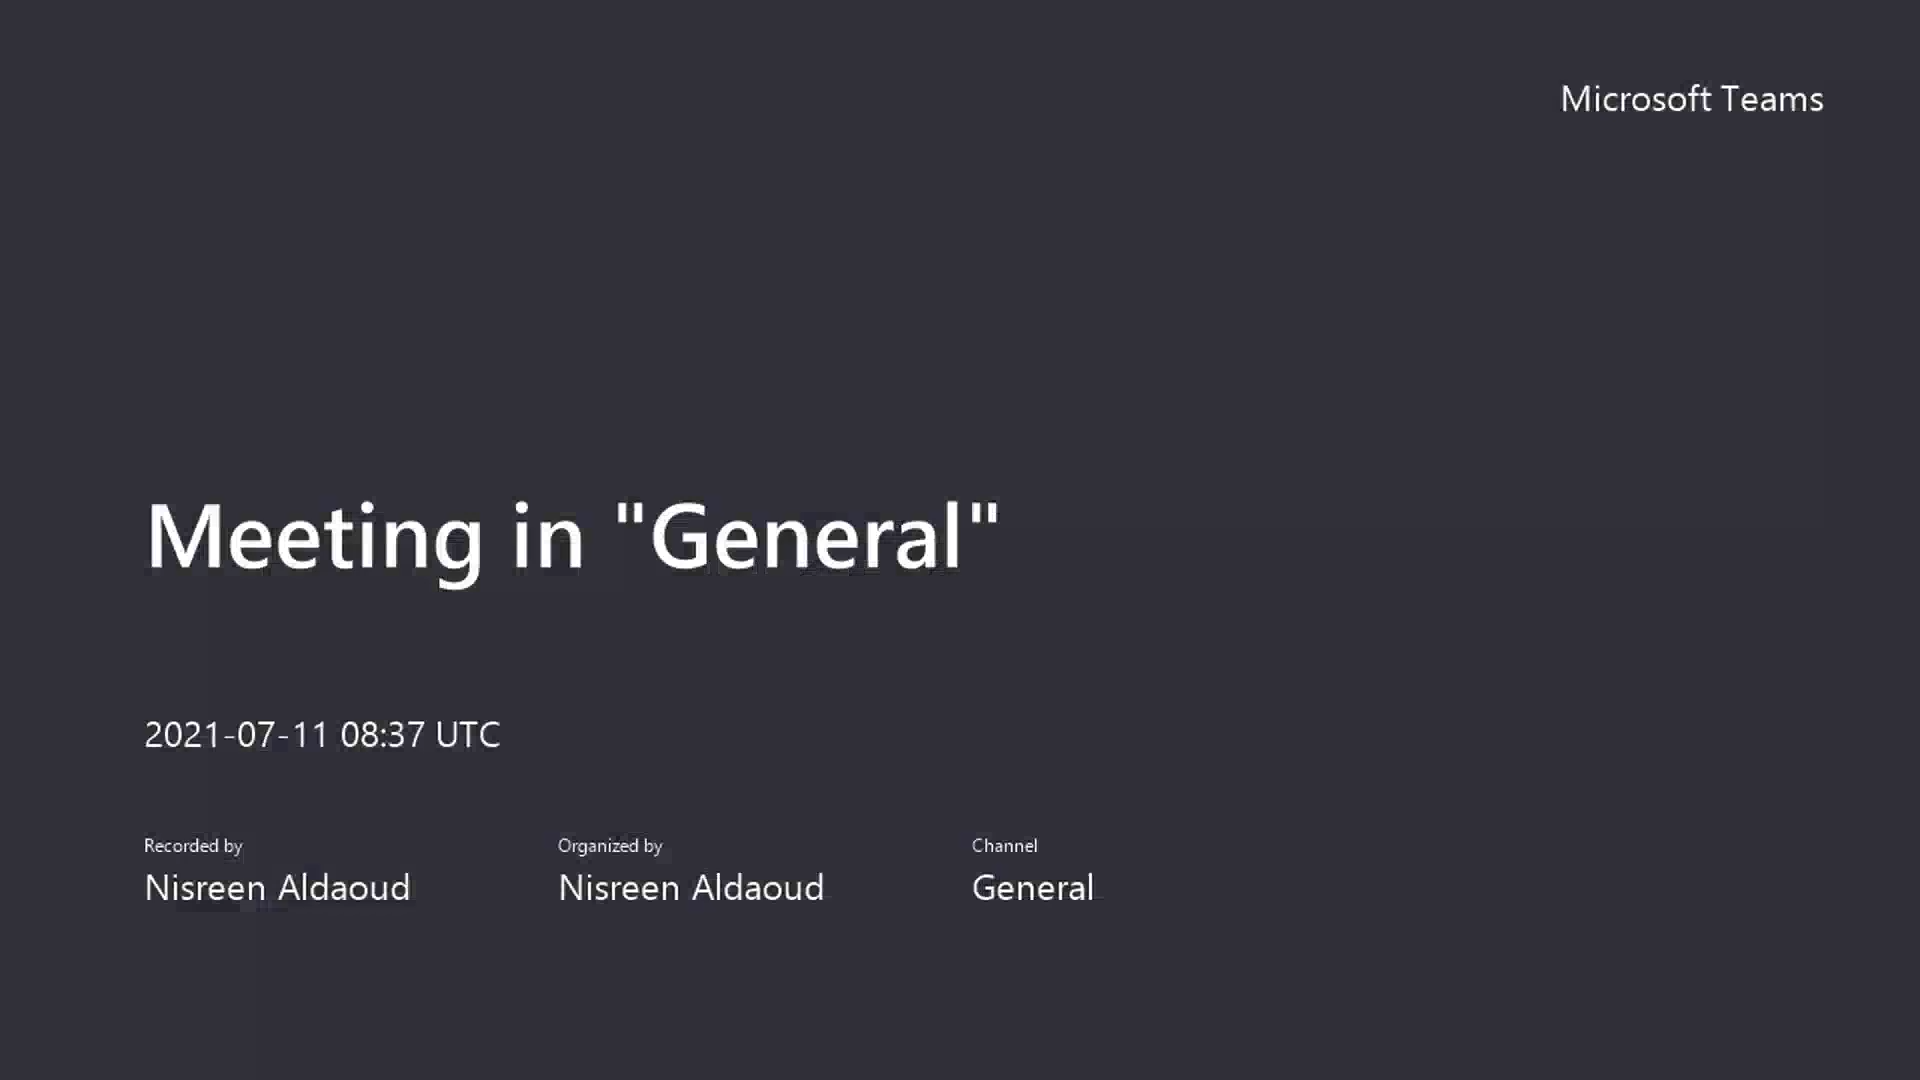 Microsoft Teams
Meeting in "General"
2021-07-11 08:37 UTC
Recorded by Organized by Channel
Nisreen Aldaoud Nisreen Aldaoud General